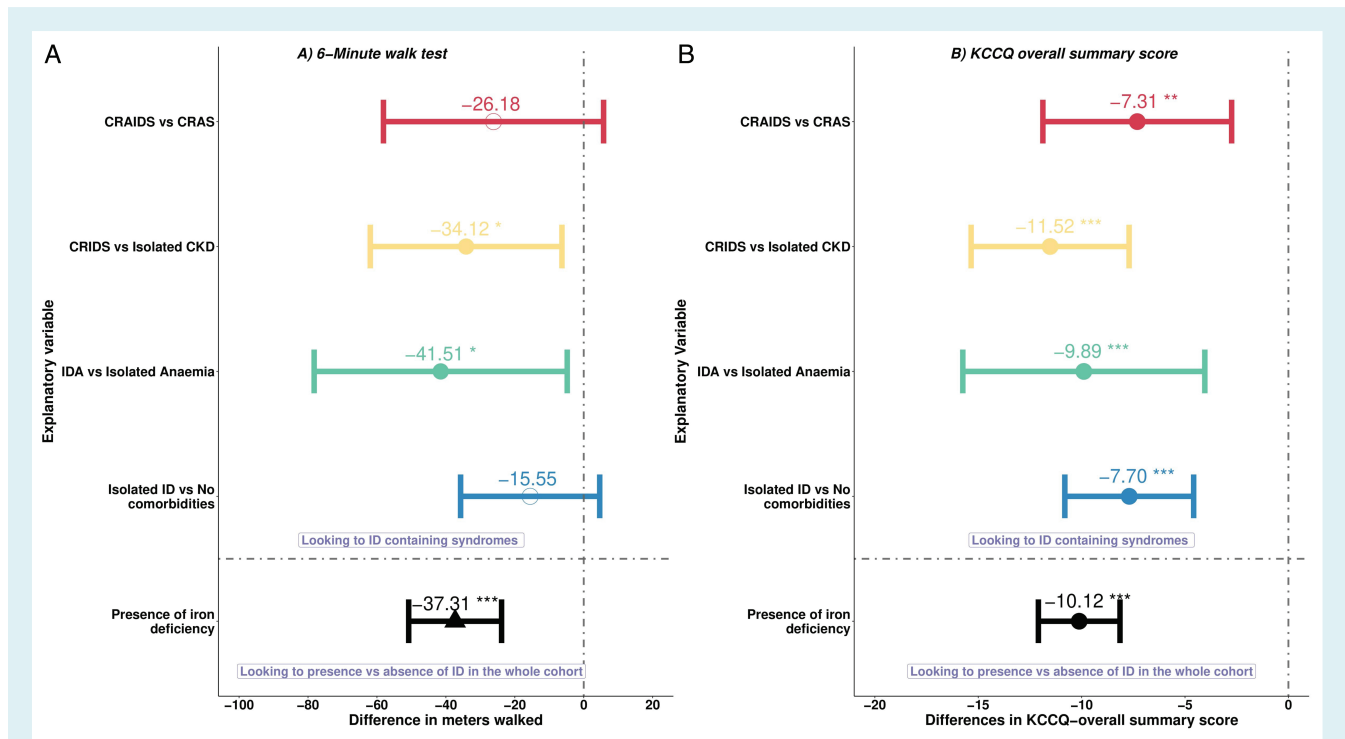 A
A) 6−Minute walk test
CRAIDS vs CRAS
−26.18
CRIDS vs Isolated CKD
−34.12 *
IDA vs Isolated Anaemia
−41.51 *
Isolated ID vs No
comorbidities
−15.55
Looking to ID containing syndromes
Presence of iron
deficiency
−37.31 ***
Looking to presence vs absence of ID in the whole cohort
Explanatory variable
−100 −80 −60 −40 −20 0 20
Difference in meters walked
B
B) KCCQ overall summary score
CRAIDS vs CRAS
−7.31 **
CRIDS vs Isolated CKD
−11.52 ***
IDA vs Isolated Anaemia
−9.89 ***
Isolated ID vs No
comorbidities
−7.70 ***
Looking to ID containing syndromes
Presence of iron
deficiency
−10.12 ***
Looking to presence vs absence of ID in the whole cohort
Explanatory Variable
−20 −15 −10 −5 0
Differences in KCCQ−overall summary score